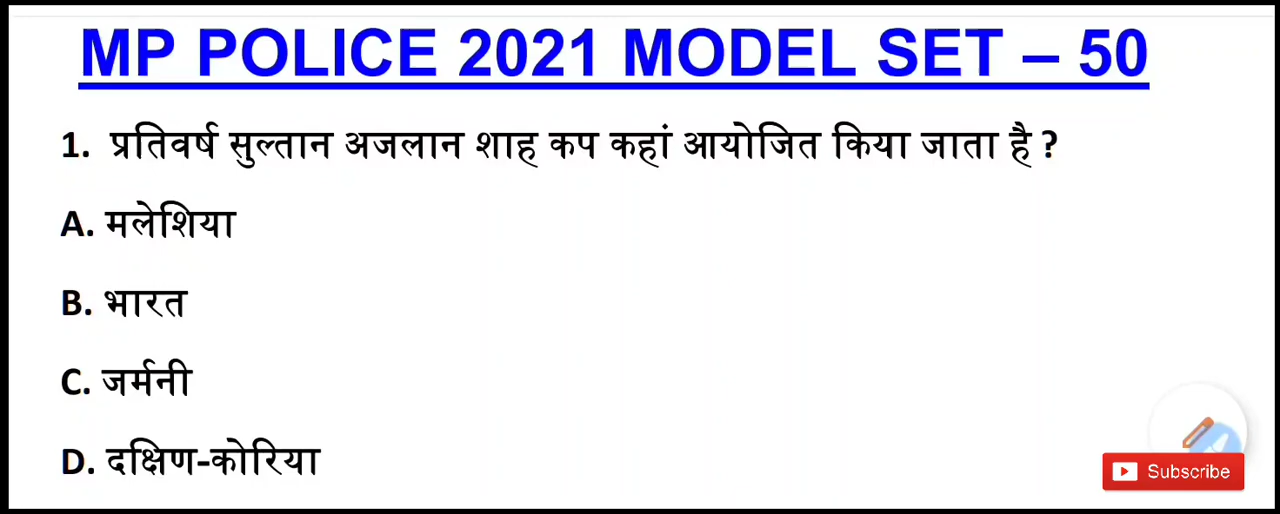 MP POLICE 2021 MODEL SET – 50
1. प्रतिवर्ष सुल्तान अजलान शाह कप कहां आयोजित किया जाता है ?
A. मलेशिया
B. भारत
C. जर्मनी
D. दक्षिण-कोरिया
Subscribe